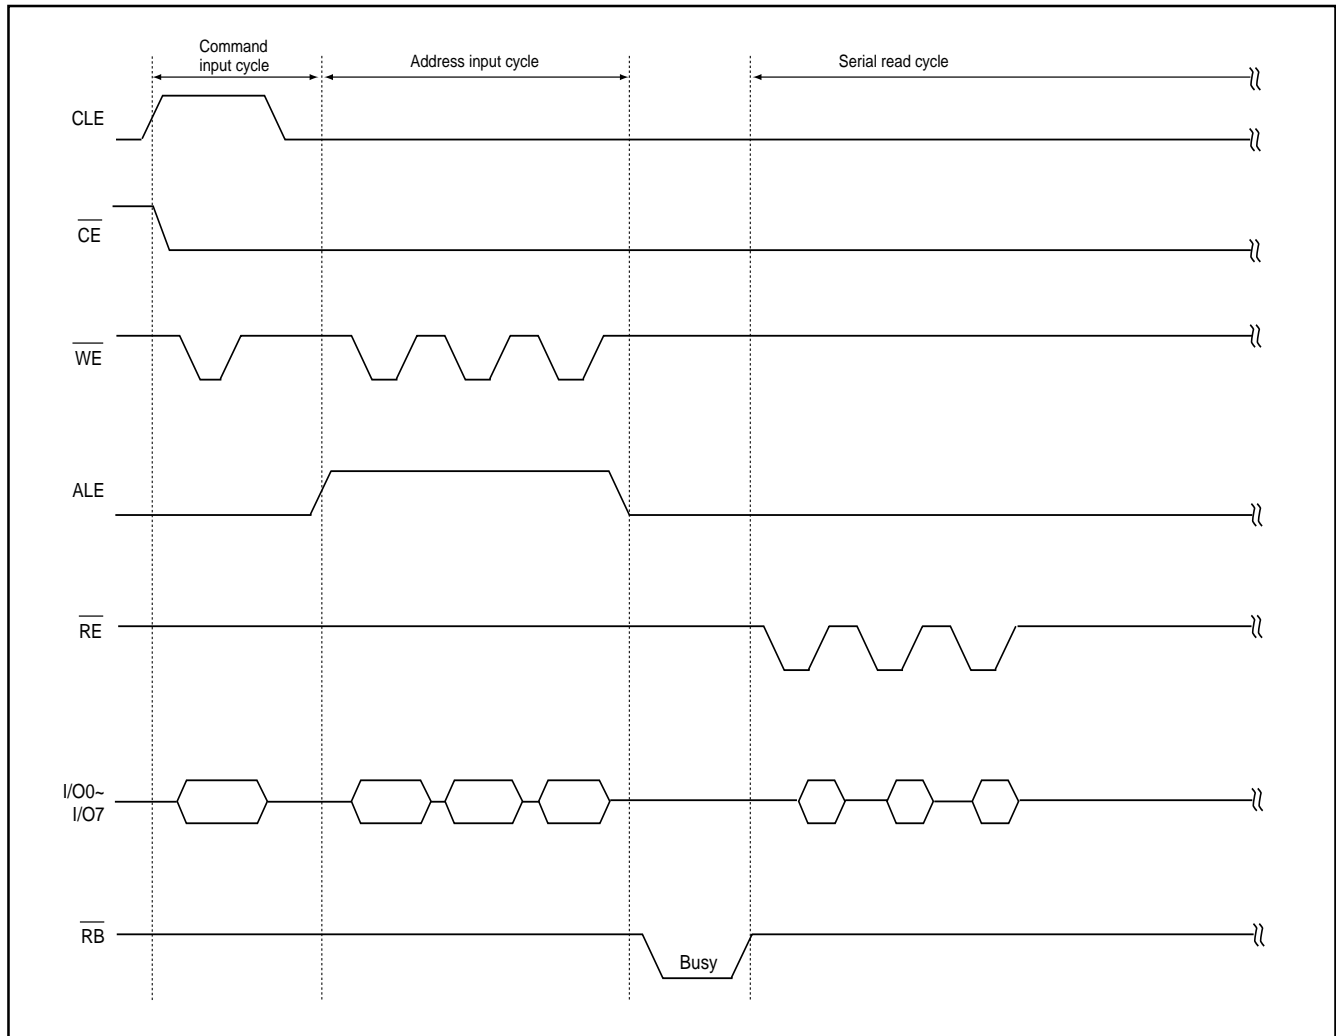 Command
input cycle
Address input cycle
Serial read cycle
CLE
CE
WE
ALE
RE
I/O0~
I/O7
RB
Busy